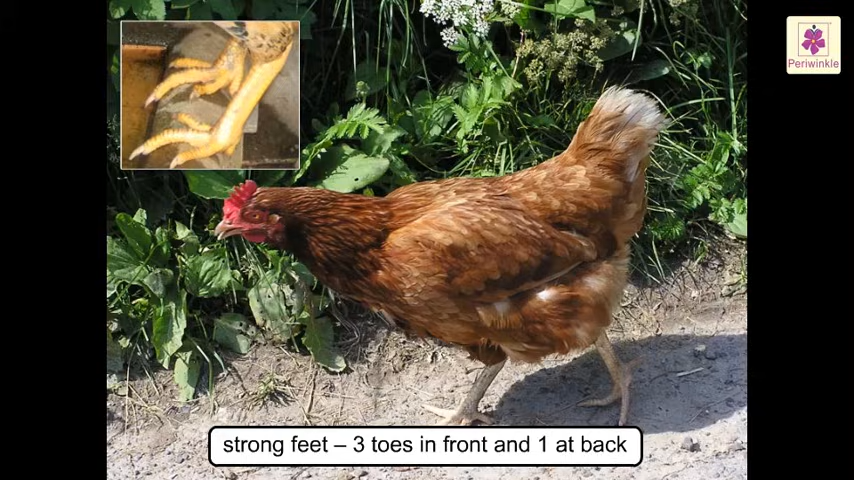 Periwinkle
strong feet – 3 toes in front and 1 at back